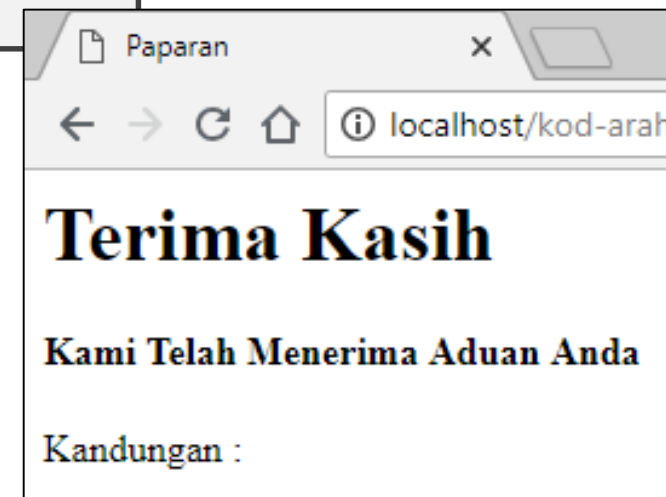 Paparan
localhost/kod-arah
Terima Kasih
Kami Telah Menerima Aduan Anda
Kandungan :